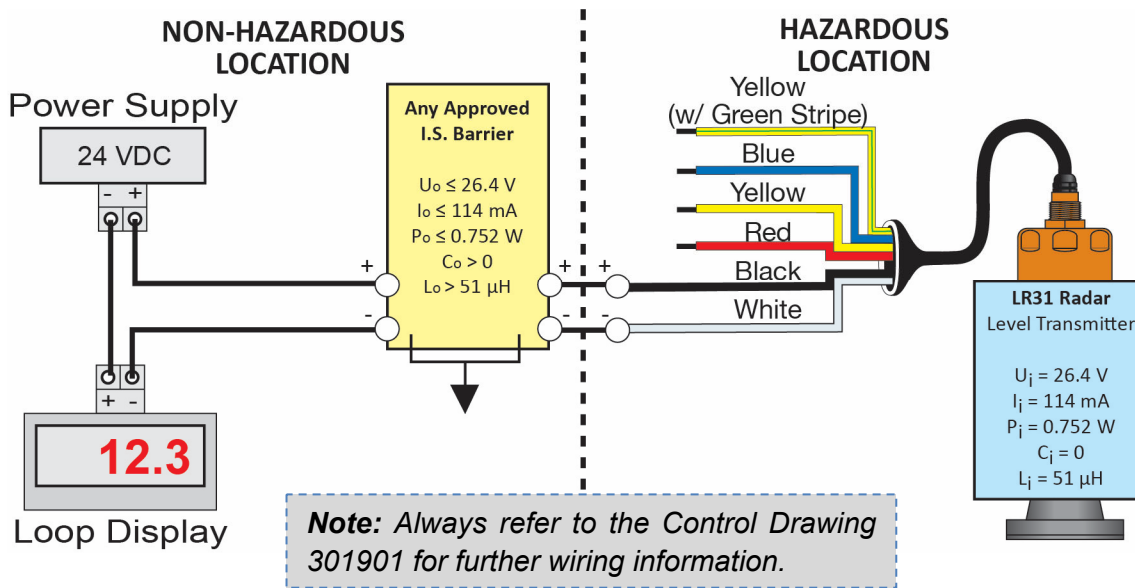 NON-HAZARDOUS
LOCATION
HAZARDOUS
LOCATION
Power Supply
24 VDC
- +
Any Approved
I.S. Barrier
Uo ≤ 26.4 V
Io ≤ 114 mA
Po ≤ 0.752 W
Co > 0
Lo > 51 µH
+
-
+
-
+
-
Yellow
(w/ Green Stripe)
Blue
Yellow
Red
Black
White
LR31 Radar
Level Transmitter
Ui = 26.4 V
Ii = 114 mA
Pi = 0.752 W
Ci = 0
Li = 51 µH
+ -
12.3
Loop Display
Note: Always refer to the Control Drawing
301901 for further wiring information.